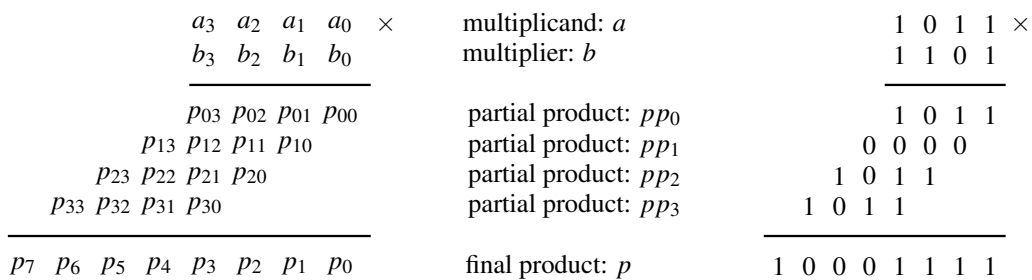 a₃ a₂ a₁ a₀ × multiplicand: a 1 0 1 1 ×
b₃ b₂ b₁ b₀ multiplier: b 1 1 0 1
p₀₃ p₀₂ p₀₁ p₀₀ partial product: pp₀ 1 0 1 1
p₁₃ p₁₂ p₁₁ p₁₀ partial product: pp₁ 0 0 0 0
p₂₃ p₂₂ p₂₁ p₂₀ partial product: pp₂ 1 0 1 1
p₃₃ p₃₂ p₃₁ p₃₀ partial product: pp₃ 1 0 1 1
p₇ p₆ p₅ p₄ p₃ p₂ p₁ p₀ final product: p 1 0 0 0 1 1 1 1